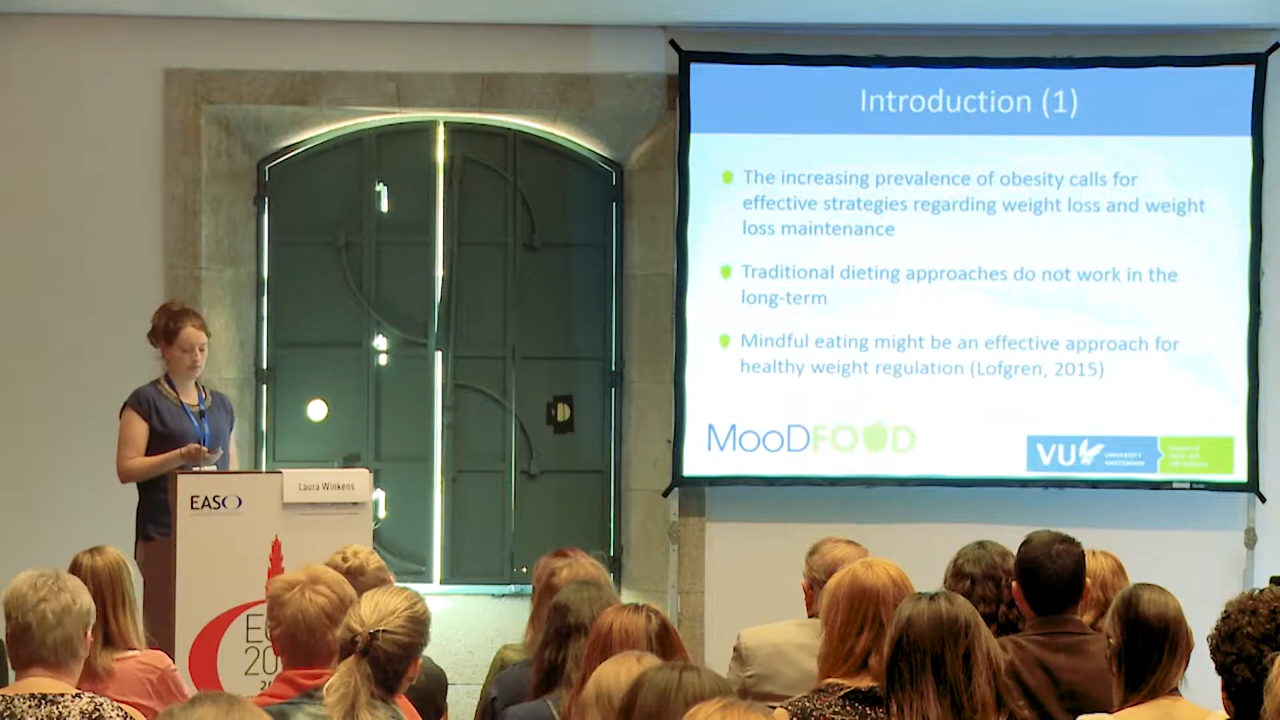 Introduction (1)
The increasing prevalence of obesity calls for
effective strategies regarding weight loss and weight
loss maintenance
Traditional dieting approaches do not work in the
long-term
Mindful eating might be an effective approach for
healthy weight regulation (Lofgren, 2015)
MooDFOOD
VU
UNIVERSITY
AMSTERDAM
Laura Winkens
EASO